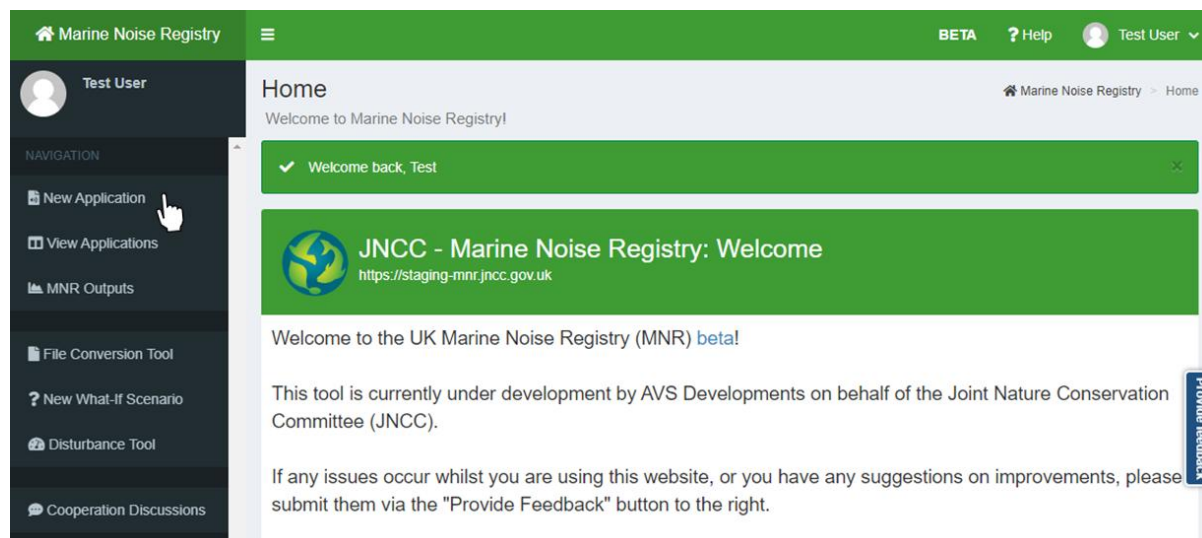 Marine Noise Registry
BETA ? Help Test User
Test User
Home
Marine Noise Registry > Home
Welcome to Marine Noise Registry!
NAVIGATION
Welcome back, Test ×
New Application
View Applications
MNR Outputs
File Conversion Tool
? New What-If Scenario
Disturbance Tool
Cooperation Discussions
JNCC - Marine Noise Registry: Welcome
https://staging-mnr.jncc.gov.uk
Welcome to the UK Marine Noise Registry (MNR) beta!
This tool is currently under development by AVS Developments on behalf of the Joint Nature Conservation
Committee (JNCC).
If any issues occur whilst you are using this website, or you have any suggestions on improvements, please
submit them via the "Provide Feedback" button to the right.
Provide feedback